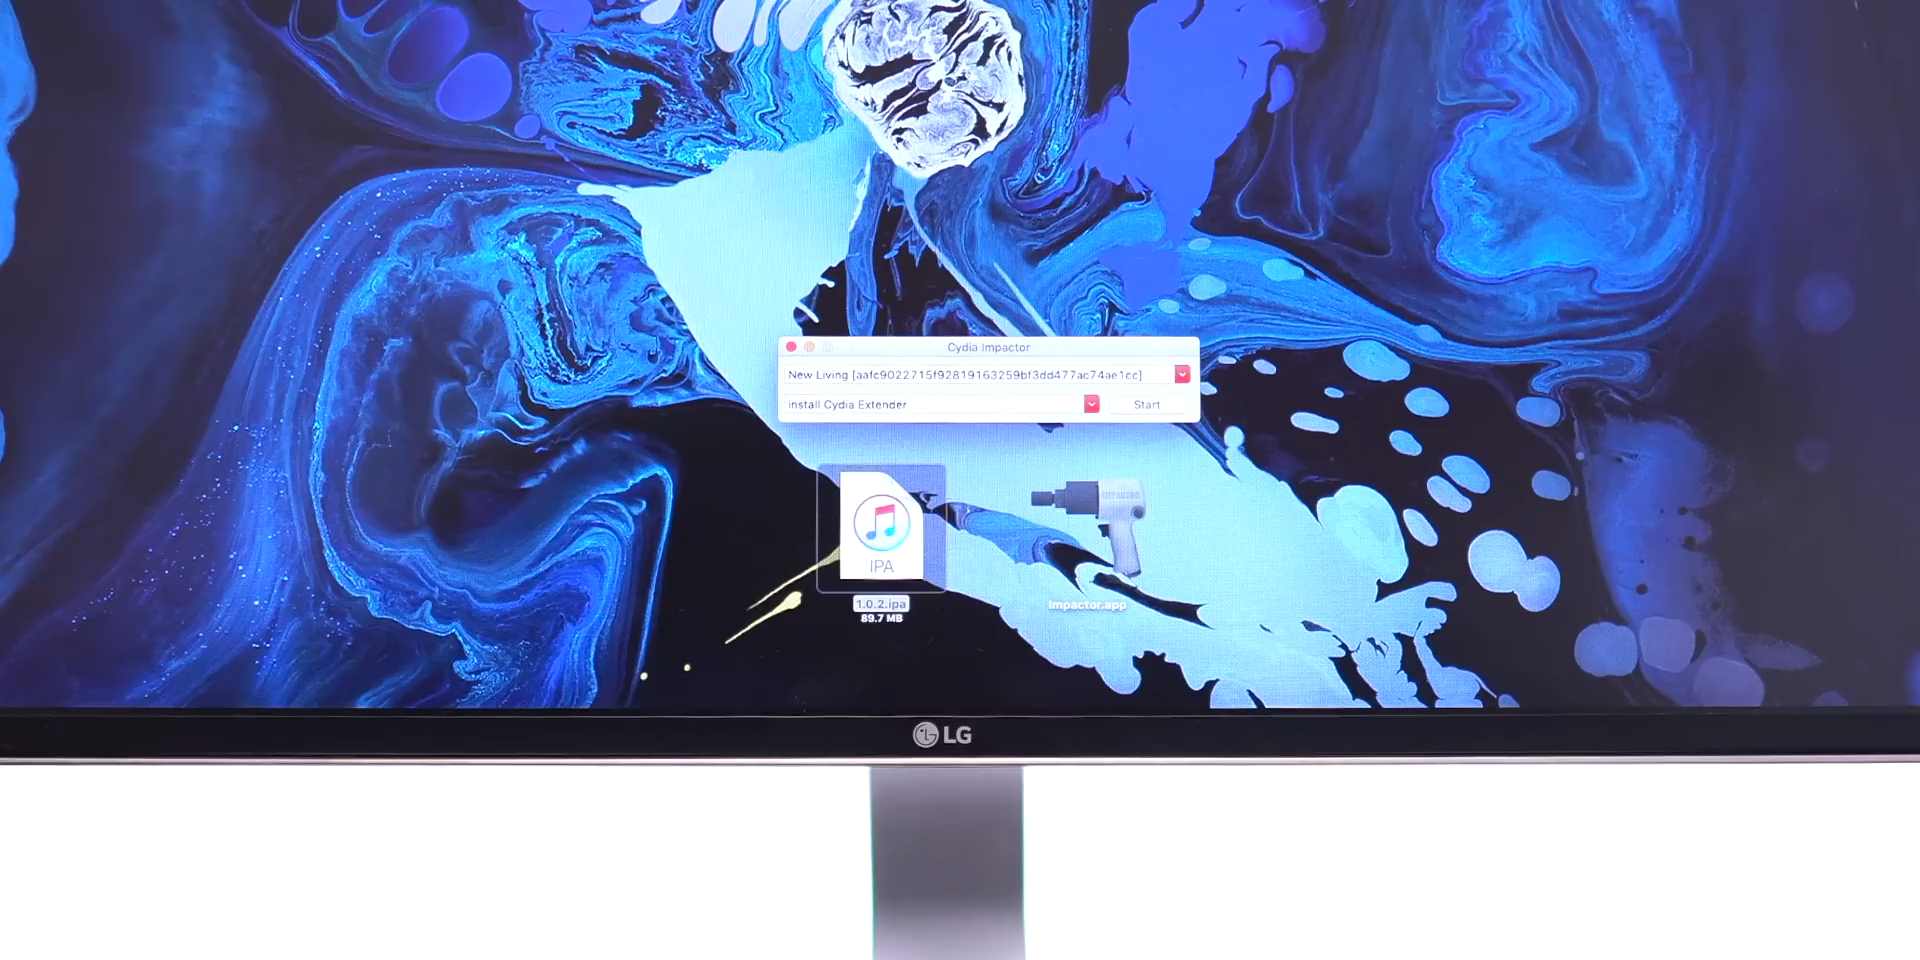 Cydia Impactor
New Living [aafc9022715f92819163259bf3dd477ac74ae1cc]
install Cydia Extender
Start
IMPACTOR
IPA
1.0.2.ipa
89.7 MB
Impactor.app
LG